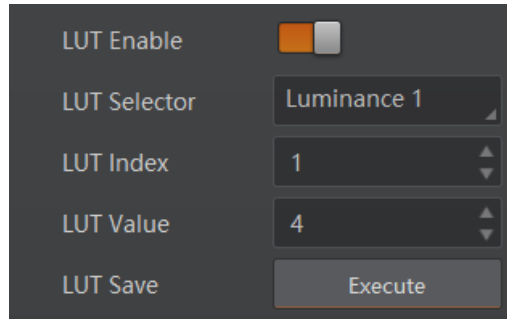 LUT Enable
LUT Selector Luminance 1
LUT Index 1
LUT Value 4
LUT Save Execute